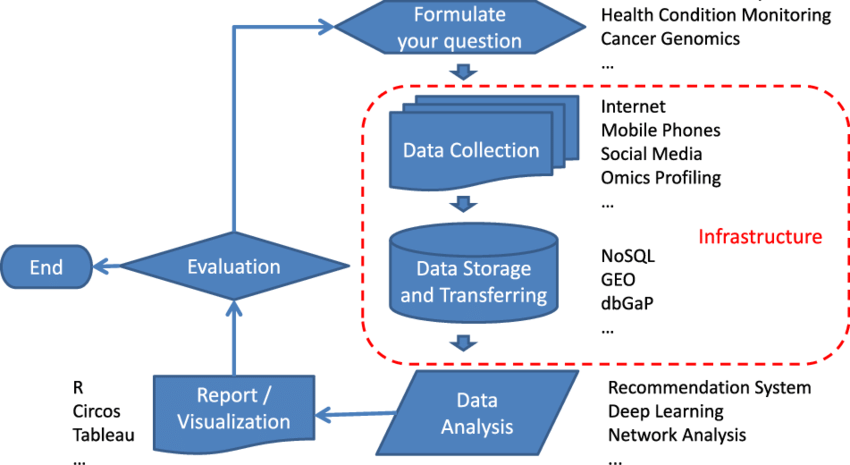 Formulate
your question
Health Condition Monitoring
Cancer Genomics
...
Data Collection
Internet
Mobile Phones
Social Media
Omics Profiling
...
Infrastructure
Data Storage
and Transferring
NoSQL
GEO
dbGaP
...
End
Evaluation
R
Circos
Tableau
...
Report /
Visualization
Data
Analysis
Recommendation System
Deep Learning
Network Analysis
...